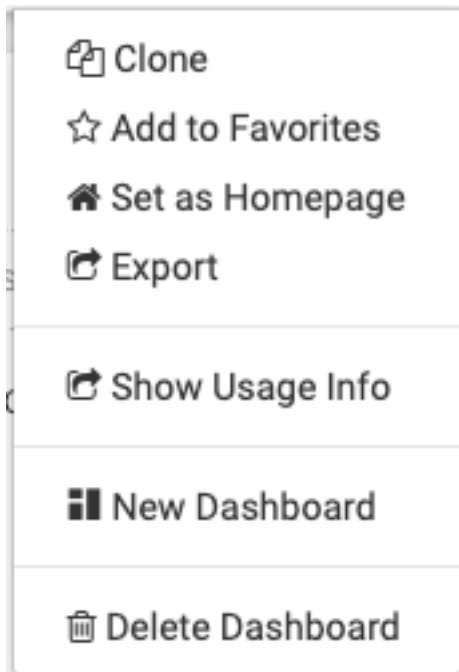 Clone
Add to Favorites
Set as Homepage
Export
Show Usage Info
New Dashboard
Delete Dashboard